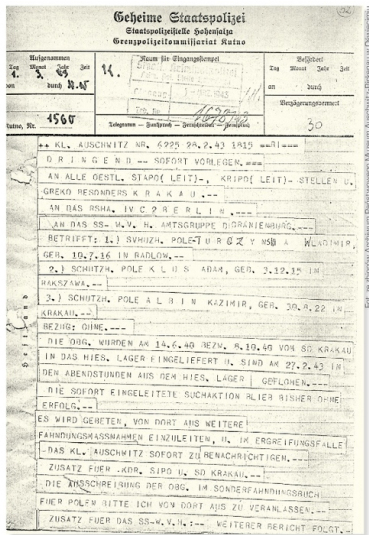 Geheime Staatspolizei
Staatspolizeistelle Hohensalza
Grenzpolizeikommissariat Kutno
Aufgenommen
Tag Monat Jahr Zeit
1. 3. 43
durch
Raum für Eingangsstempel
Befördert
Tag Monat Jahr Zeit
an durch
Verzögerungsvermerk
Nr. 1560
Telegramm — Funkspruch — Fernschreiben — Fernspruch
30
++ KL. AUSCHWITZ NR. 6225 28.2.43 1815 ==
D R I N G E N D -- SOFORT VORLEGEN.===
AN ALLE OESTL. STAPO( LEIT)-, KRIPO( LEIT)- STELLEN U.
GREKO BESONDERS K R A K A U.--
AN DAS RSHA, IV C 2 B E R L I N.---
AN DAS SS- W.V. H. AMTSGRUPPE D ORANIENBURG.--
BETRIFFT: 1.) SCHUZH. POLE WLADIMIR,
GEB. 10.7.16 IN RADLOW.--
2.) SCHUTZH. POLE K L U S ADAM, GEB. 3.12.15 IN
WARSZAWA.--
3.) SCHUTZH. POLE A L B I N KAZIMIR, GEB. 30.8.22 IN
KRAKAU.--
BEZUG: OHNE.---
DIE OBG. WURDEN AM 14.6.40 BEZW. 8.10.40 VON SD KRAKAU
IN DAS HIES. LAGER EINGELIEFERT U. SIND AM 27.2.43 IN
DEN ABENDSTUNDEN AUS DEM HIES. LAGER GEFLOHEN.---
DIE SOFORT EINGELEITETE SUCHAKTION BLIEB BISHER OHNE
ERFOLG.--
ES WIRD GEBETEN, VON DORT AUS WEITERE
FAHNDUNGSMASSNAHMEN EINZULEITEN, U. IM ERGREIFUNGSFALLE
DAS KL. AUSCHWITZ SOFORT ZU BENACHRICHTIGEN.--
ZUSATZ FUER -KDR. SIPO U. SD KRAKAU.--
DIE AUSSCHREIBUNG DER OBG. IM SONDERFAHNDUNGSBUCH
FUER POLEN BITTE ICH VON DORT AUS ZU VERANLASSEN.--
ZUSATZ FUER DAS SS-W.V.H.:-- WEITERER BERICHT FOLGT.--